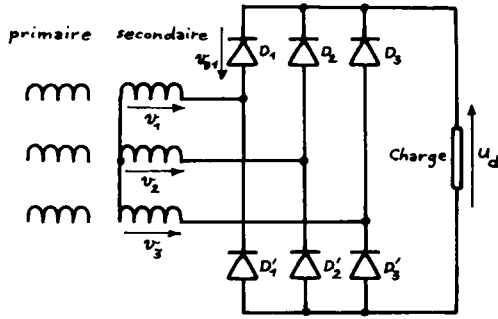 primaire secondaire
v_D1 D₁ D₂ D₃
v₁
v₂
v₃
Charge u_d
D'₁ D'₂ D'₃